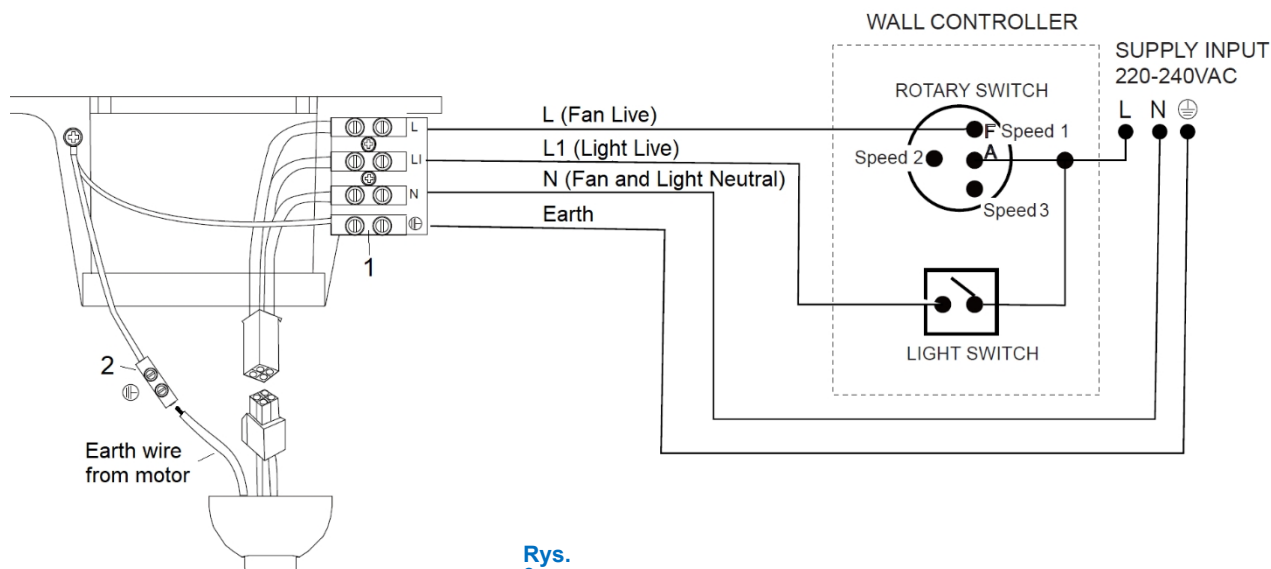 WALL CONTROLLER
SUPPLY INPUT
220-240VAC
L N
ROTARY SWITCH
F Speed 1
A
Speed 2
Speed 3
LIGHT SWITCH
L (Fan Live)
L1 (Light Live)
N (Fan and Light Neutral)
Earth
L
LI
N
1
2
Earth wire
from motor
Rys.